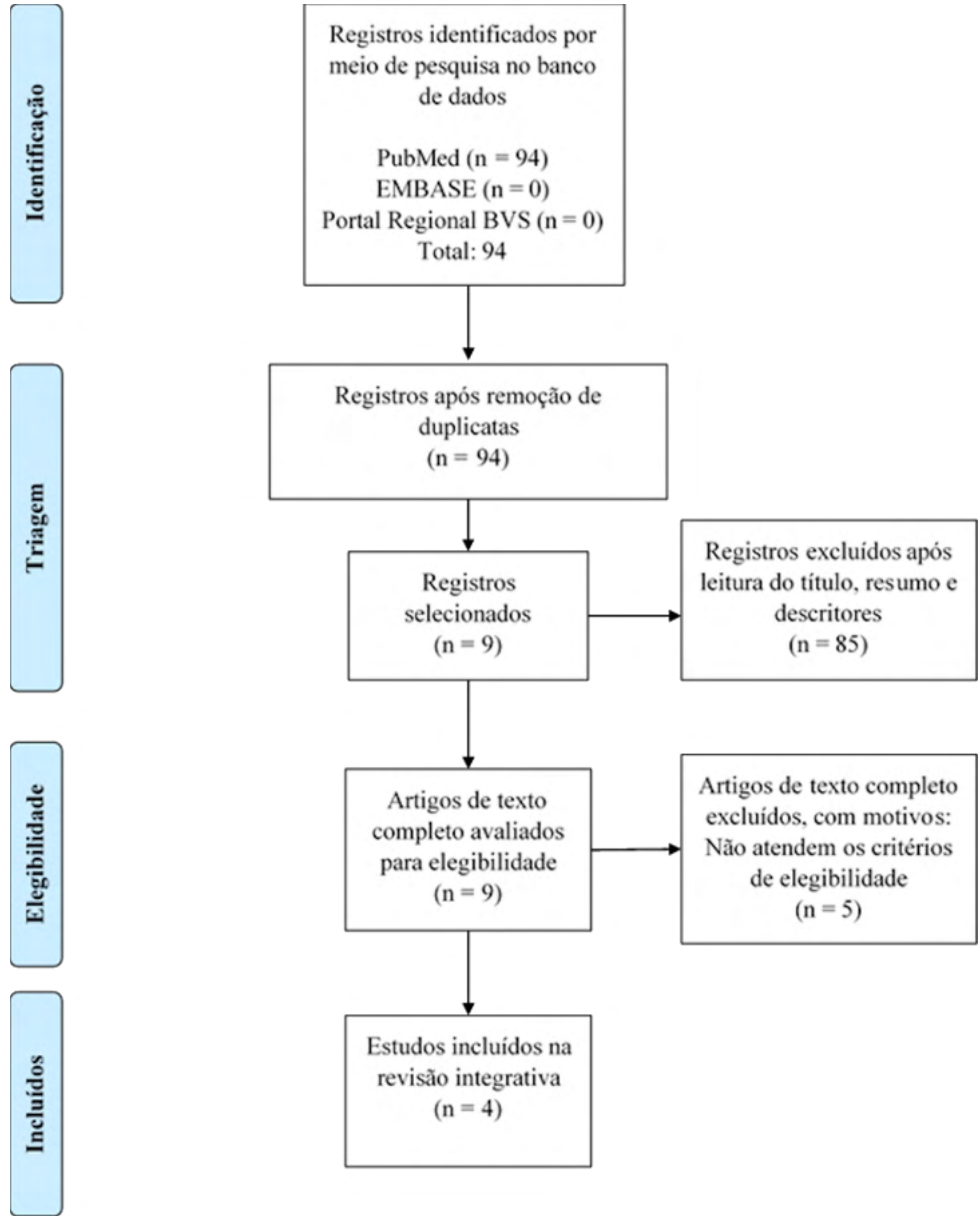 Identificação
Registros identificados por
meio de pesquisa no banco
de dados
PubMed (n = 94)
EMBASE (n = 0)
Portal Regional BVS (n = 0)
Total: 94
Triagem
Registros após remoção de
duplicatas
(n = 94)
Registros
selecionados
(n = 9)
Registros excluídos após
leitura do título, resumo e
descritores
(n = 85)
Elegibilidade
Artigos de texto
completo avaliados
para elegibilidade
(n = 9)
Artigos de texto completo
excluídos, com motivos:
Não atendem os critérios
de elegibilidade
(n = 5)
Incluídos
Estudos incluídos na
revisão integrativa
(n = 4)